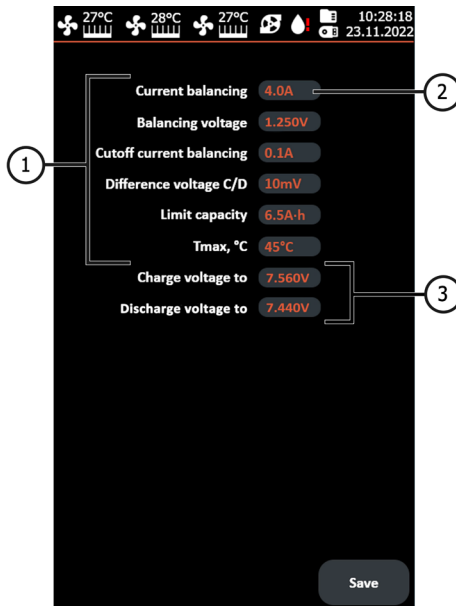 27°C 28°C 27°C 10:28:18
23.11.2022
Current balancing 4.0A
2
Balancing voltage 1.250V
1
Cutoff current balancing 0.1A
Difference voltage C/D 10mV
Limit capacity 6.5A·h
Tmax, °C 45°C
Charge voltage to 7.560V
3
Discharge voltage to 7.440V
Save